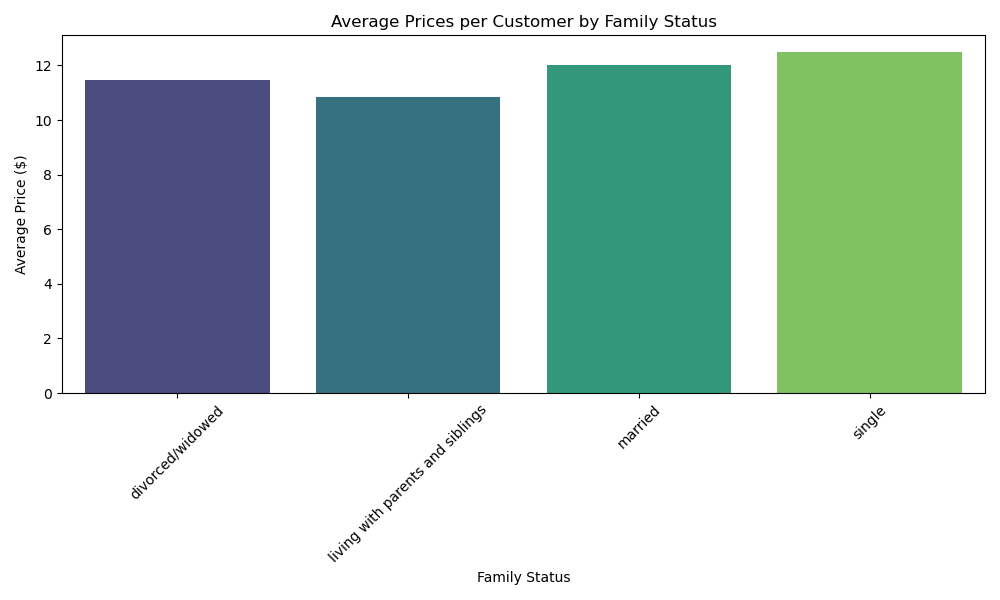 Average Prices per Customer by Family Status
Average Price ($)
12
10
8
6
4
2
0
divorced/widowed
living with parents and siblings
married
single
Family Status